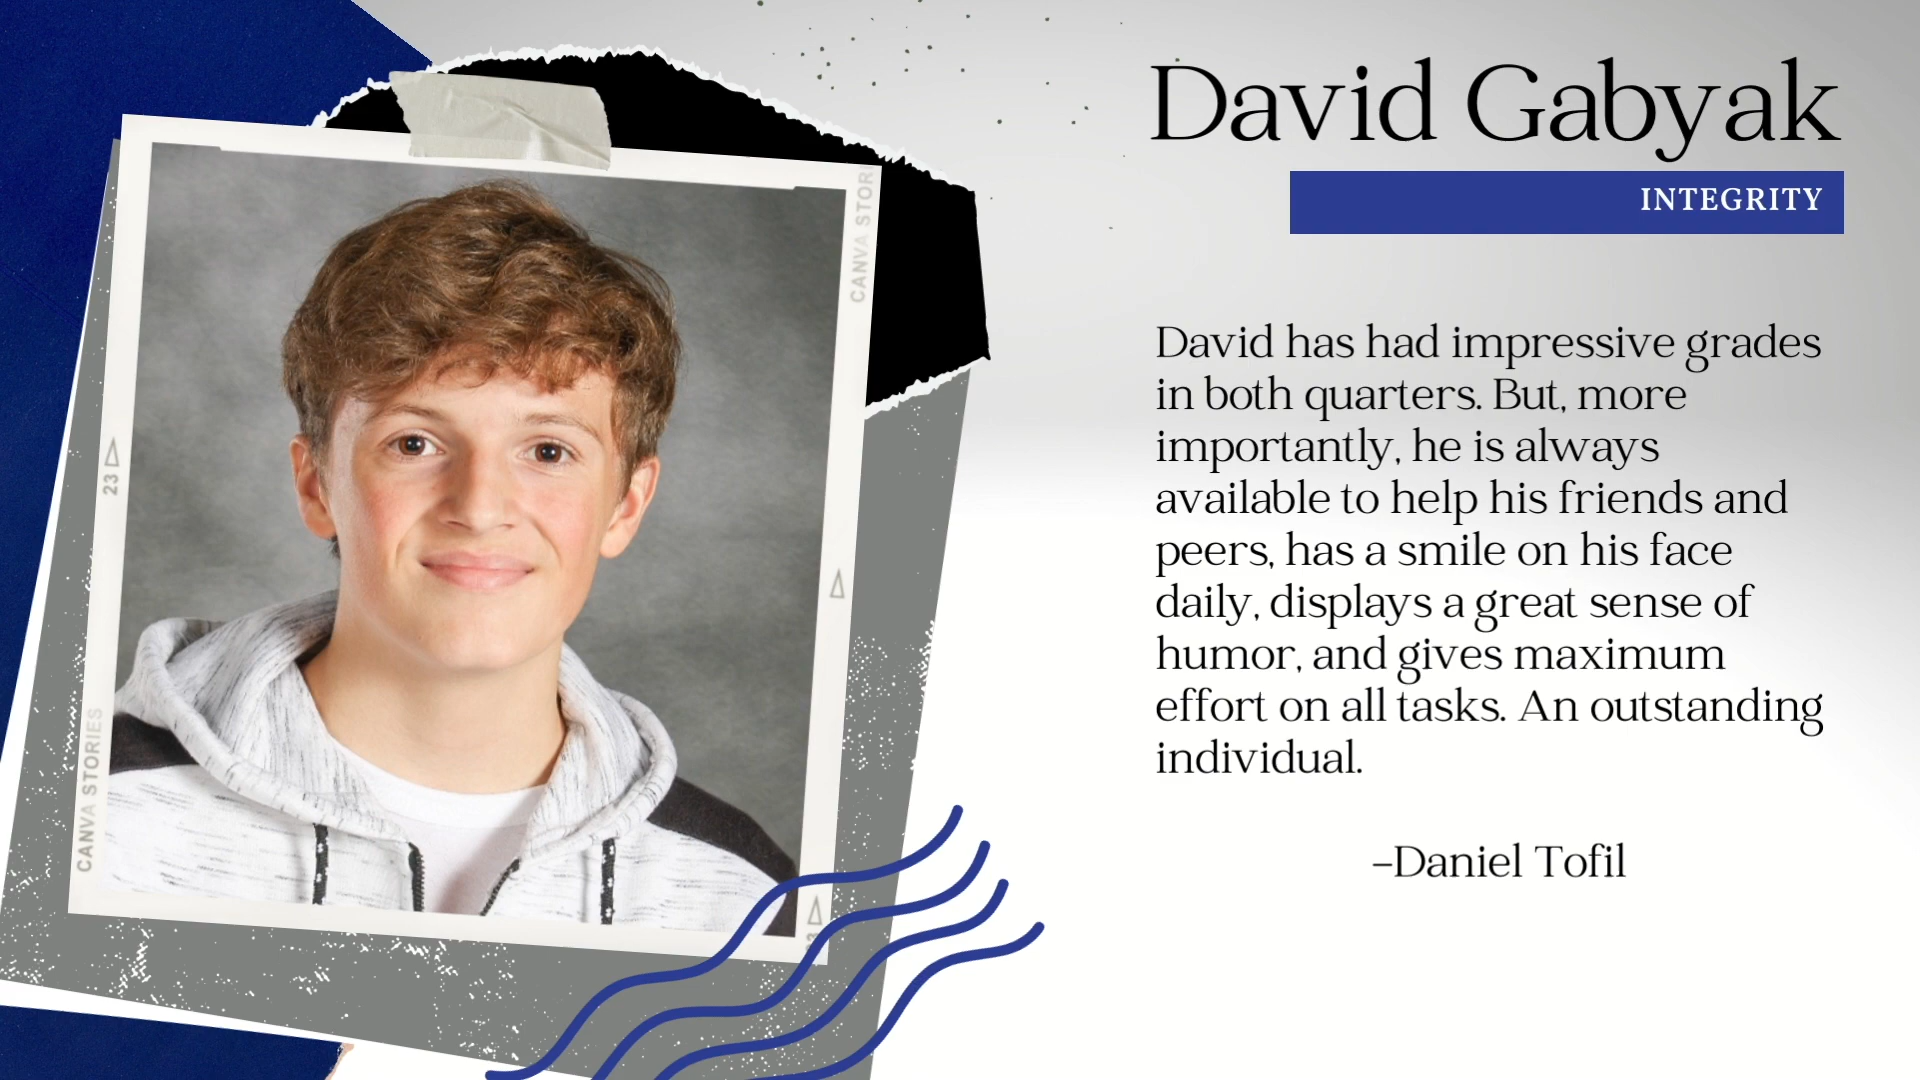 David Gabyak
INTEGRITY
David has had impressive grades
in both quarters. But, more
importantly, he is always
available to help his friends and
peers, has a smile on his face
daily, displays a great sense of
humor, and gives maximum
effort on all tasks. An outstanding
individual.
–Daniel Tofil
CANVA STORI
23
CANVA STORIES
23